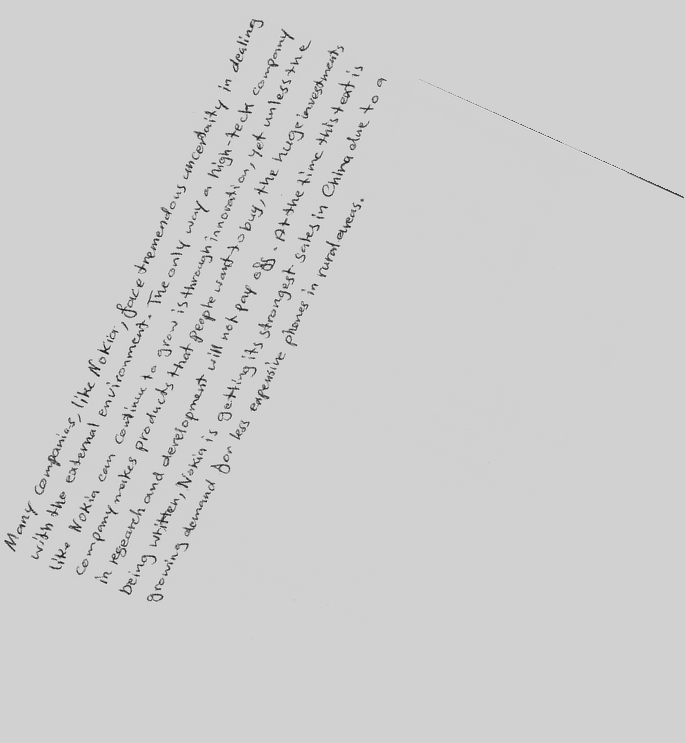 Many Companies, like Nokia, face tremendous uncertaity in dealing
with the external environment. The only way a high-teck company
like Nokia can continue to grow is through innovation, yet unless the
company makes products that people want to buy, the huge investments
in research and development will not pay off. At the time this text is
being written, Nokia is getting its strongest sales in China due to a
growing demand for less expensive phones in rural areas.